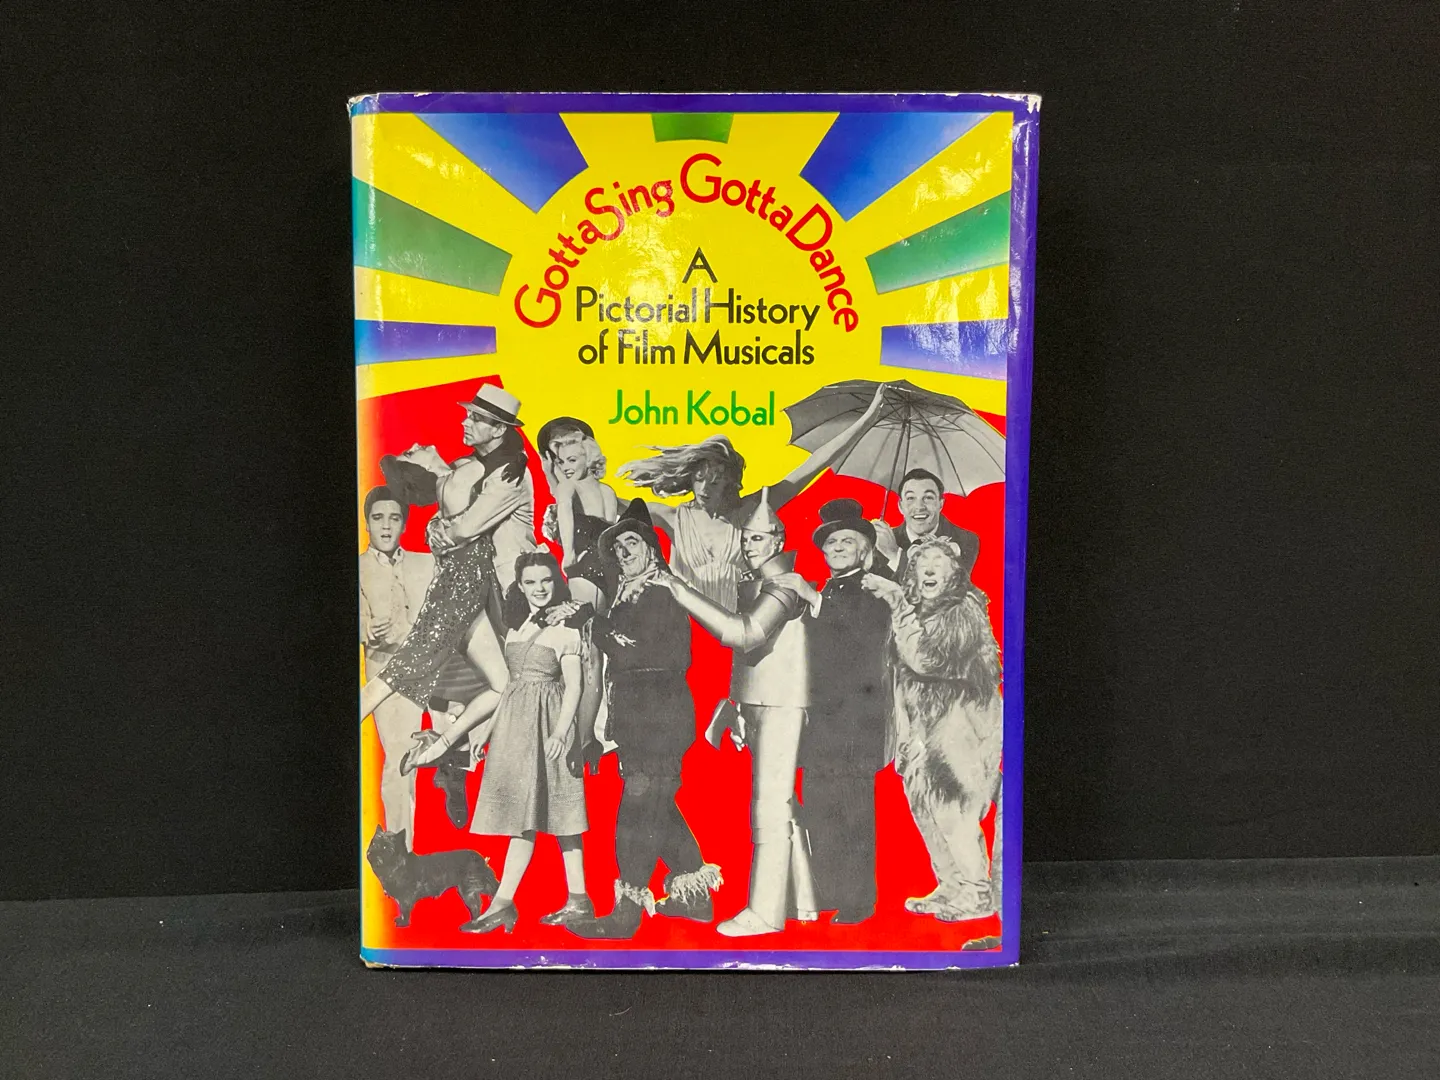 Gotta Sing Gotta Dance
A
Pictorial History
of Film Musicals
John Kobal